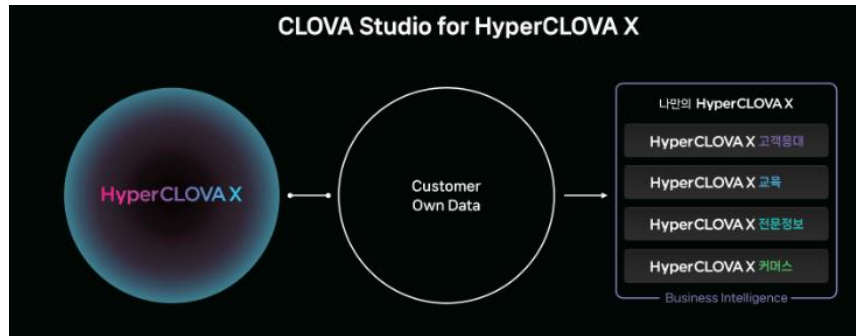 CLOVA Studio for HyperCLOVA X
HyperCLOVA X
Customer
Own Data
나만의 HyperCLOVA X
HyperCLOVA X 고객응대
HyperCLOVA X 교육
HyperCLOVA X 전문정보
HyperCLOVA X 커머스
Business Intelligence